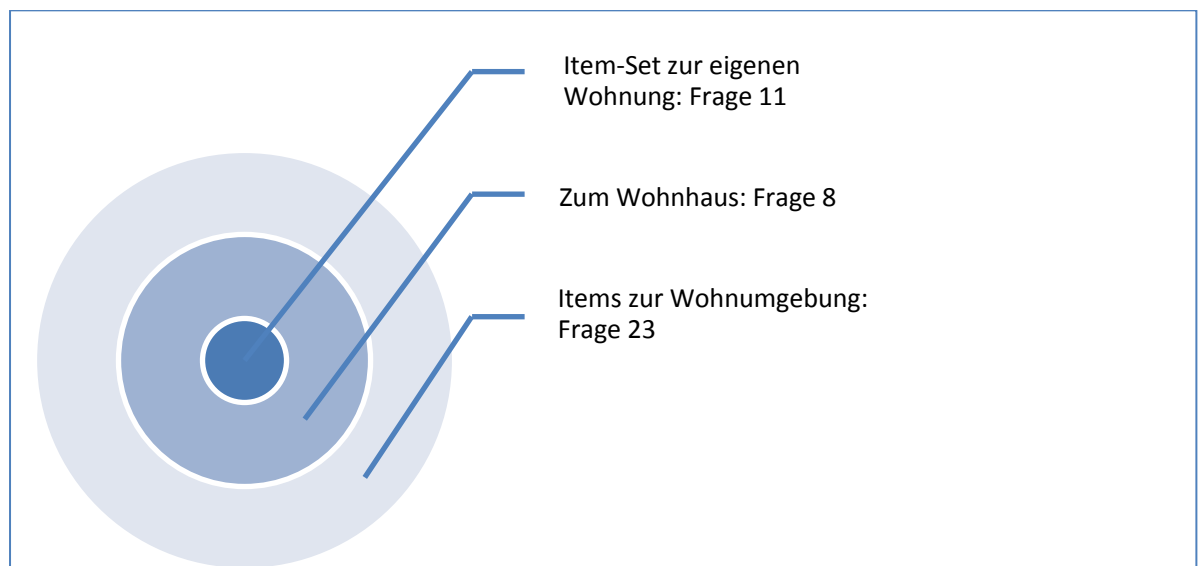 Item-Set zur eigenen
Wohnung: Frage 11
Zum Wohnhaus: Frage 8
Items zur Wohnumgebung:
Frage 23